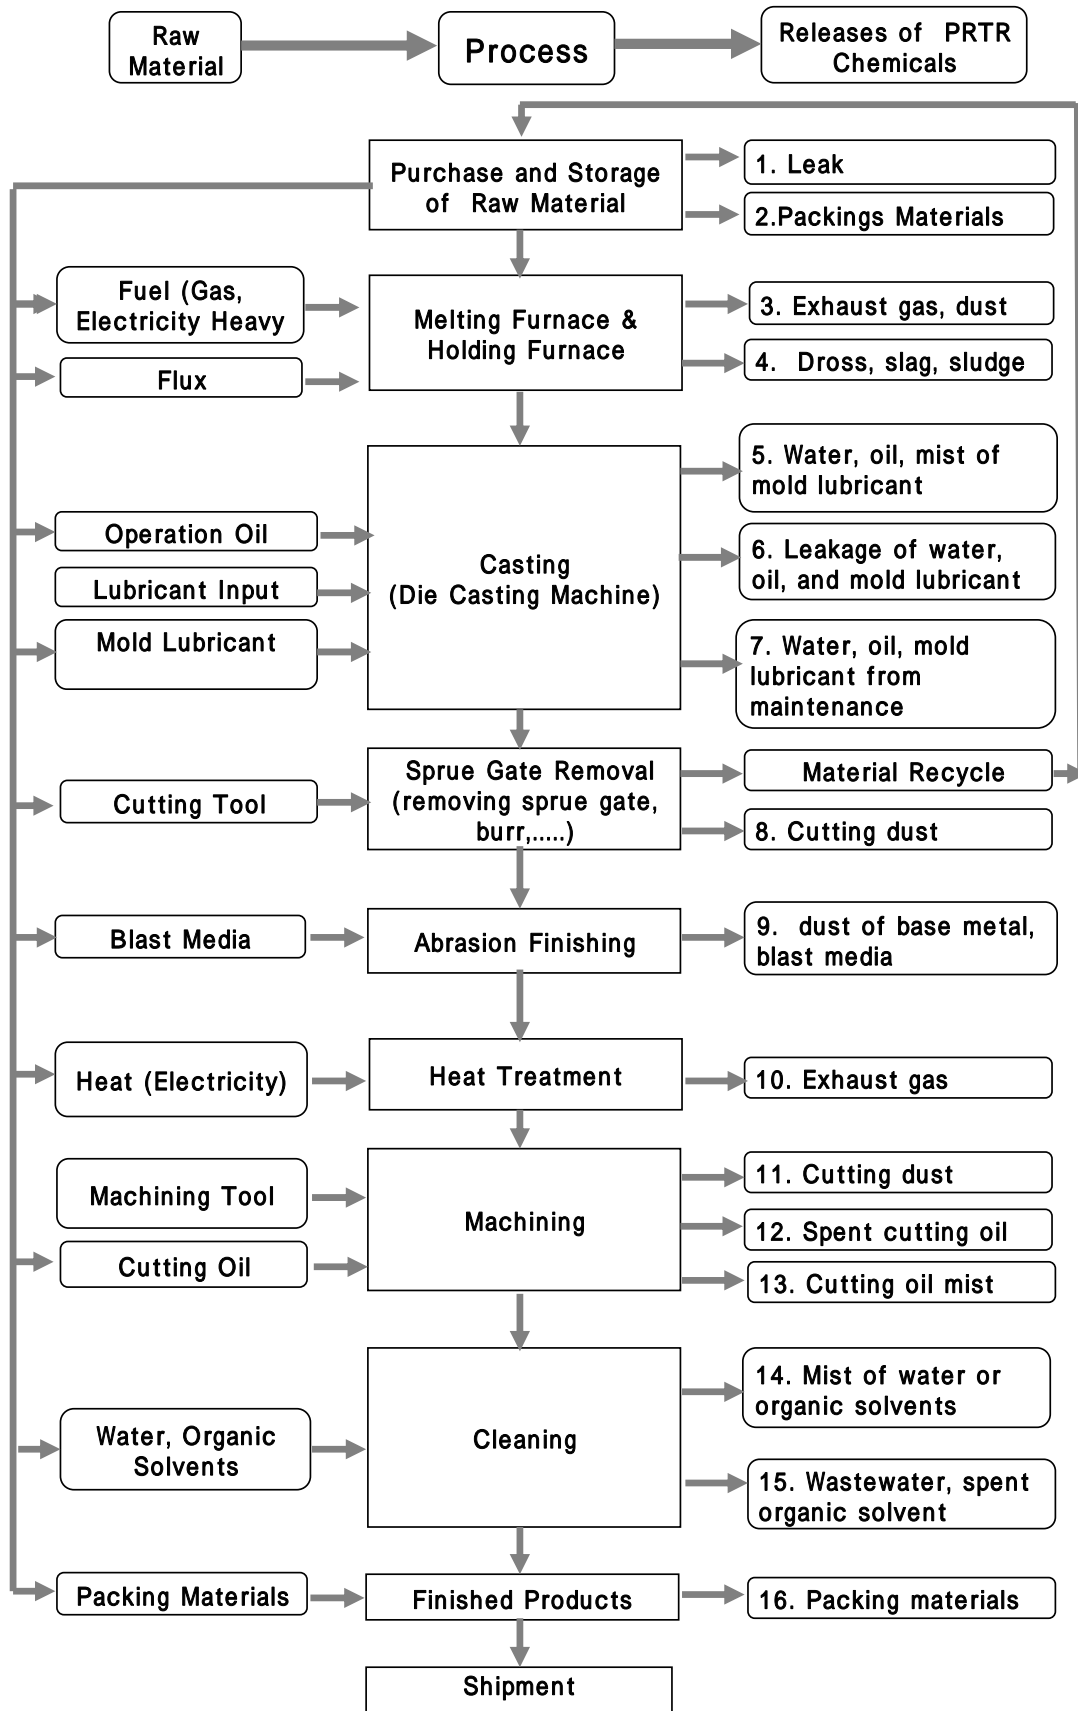 Raw
Material
Process
Releases of PRTR
Chemicals
Purchase and Storage
of Raw Material
1. Leak
2.Packings Materials
Fuel (Gas,
Electricity Heavy
Flux
Melting Furnace &
Holding Furnace
3. Exhaust gas, dust
4. Dross, slag, sludge
Operation Oil
Lubricant Input
Mold Lubricant
Casting
(Die Casting Machine)
5. Water, oil, mist of
mold lubricant
6. Leakage of water,
oil, and mold lubricant
7. Water, oil, mold
lubricant from
maintenance
Cutting Tool
Sprue Gate Removal
(removing sprue gate,
burr,.....)
Material Recycle
8. Cutting dust
Blast Media
Abrasion Finishing
9. dust of base metal,
blast media
Heat (Electricity)
Heat Treatment
10. Exhaust gas
Machining Tool
Cutting Oil
Machining
11. Cutting dust
12. Spent cutting oil
13. Cutting oil mist
Water, Organic
Solvents
Cleaning
14. Mist of water or
organic solvents
15. Wastewater, spent
organic solvent
Packing Materials
Finished Products
16. Packing materials
Shipment